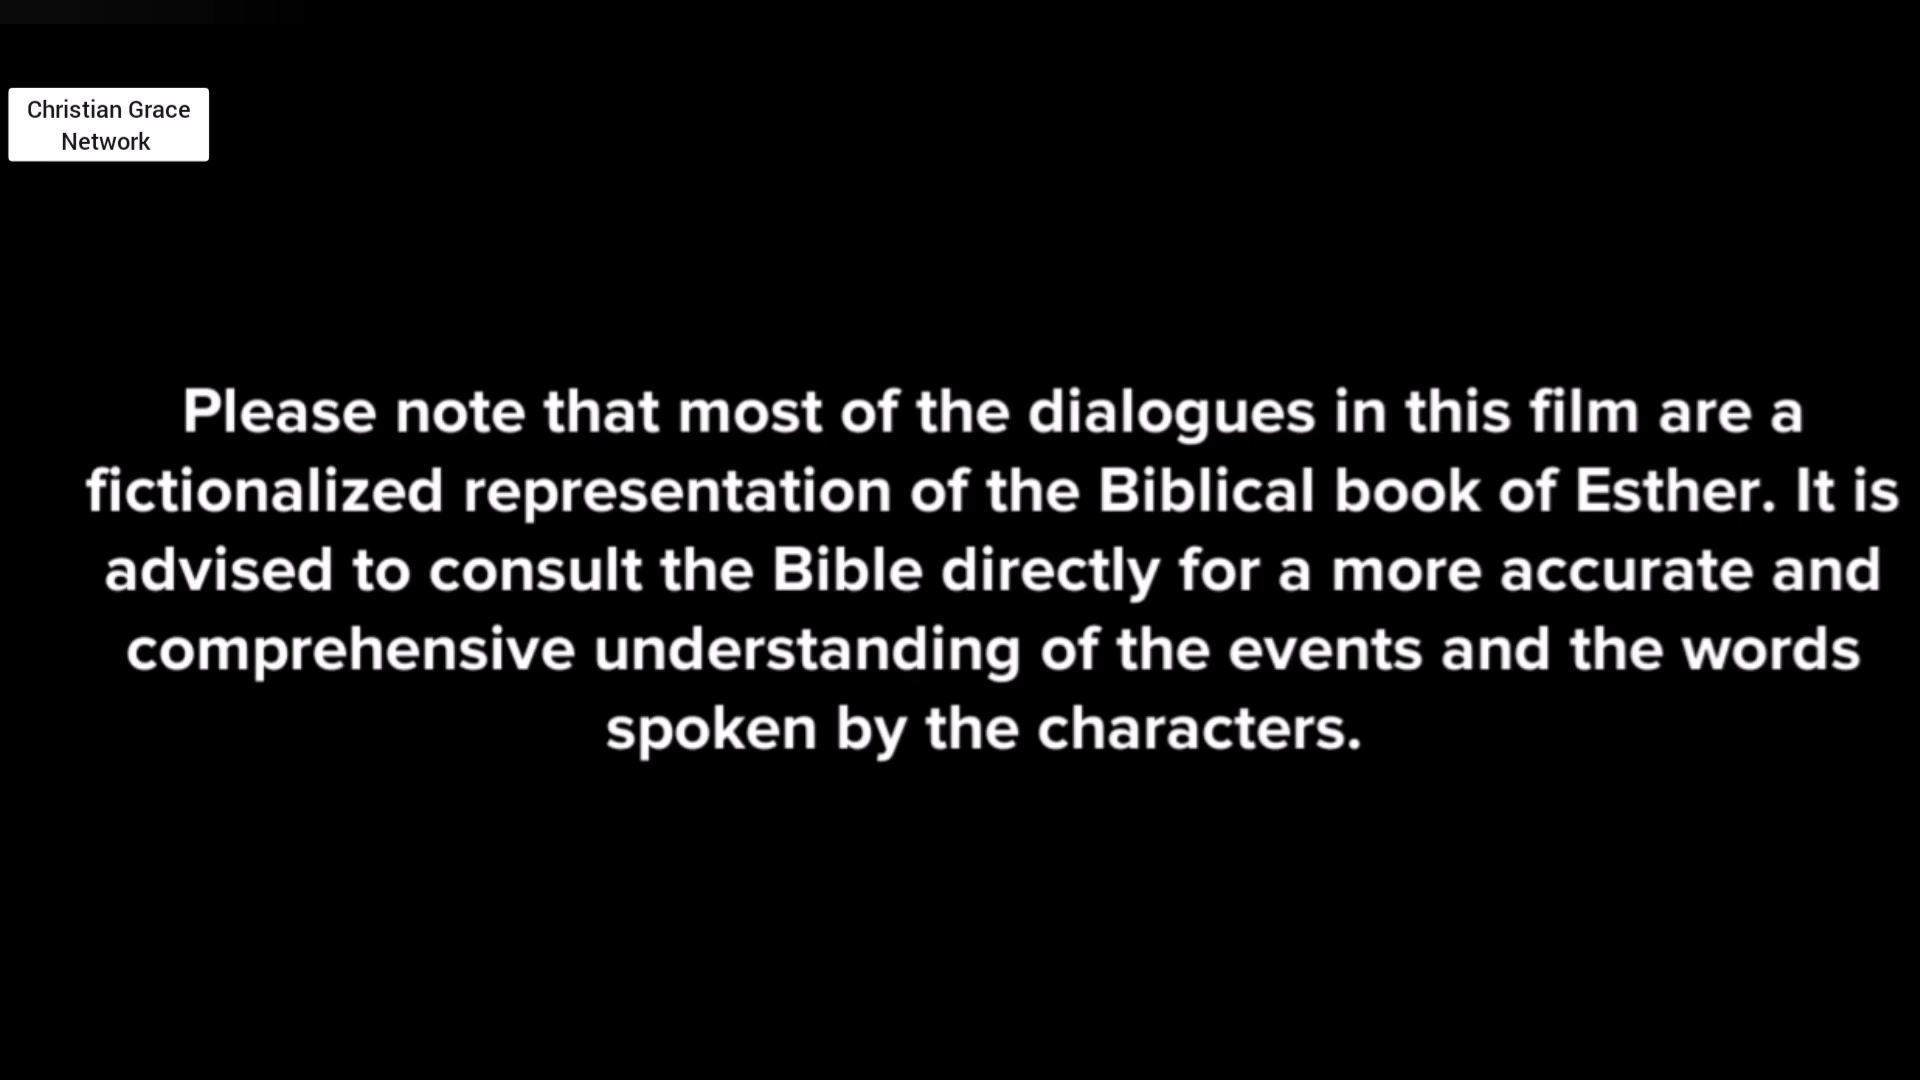 Christian Grace
Network
Please note that most of the dialogues in this film are a
fictionalized representation of the Biblical book of Esther. It is
advised to consult the Bible directly for a more accurate and
comprehensive understanding of the events and the words
spoken by the characters.